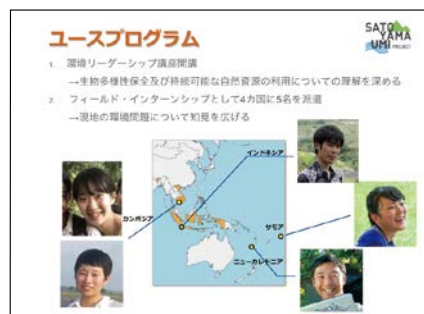 ユースプログラム
SATO
YAMA
UMI
PROJECT
1. 環境リーダーシップ講座開講
→生物多様性保全及び持続可能な自然資源の利用についての理解を深める
2. フィールド・インターンシップとして4カ国に5名を派遣
→現地の環境問題について知見を広げる
インドネシア
カンボジア
サモア
ニューカレドニア